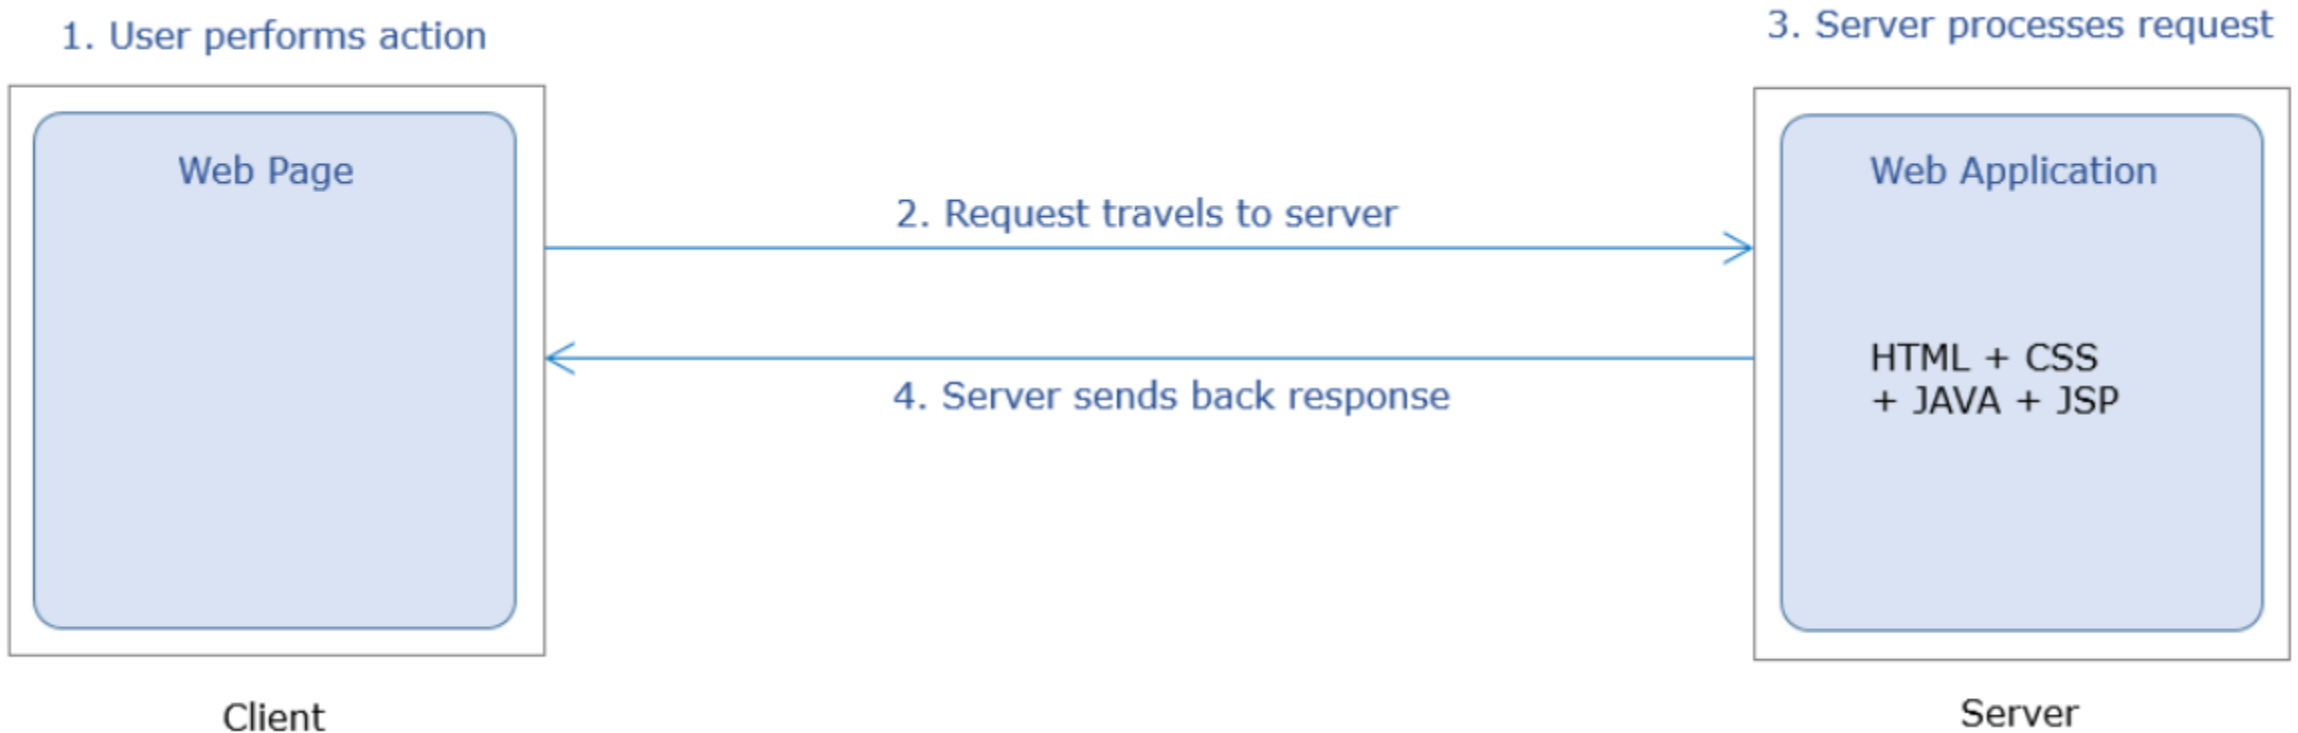 1. User performs action
3. Server processes request
Web Page
Web Application
2. Request travels to server
HTML + CSS
+ JAVA + JSP
4. Server sends back response
Client
Server